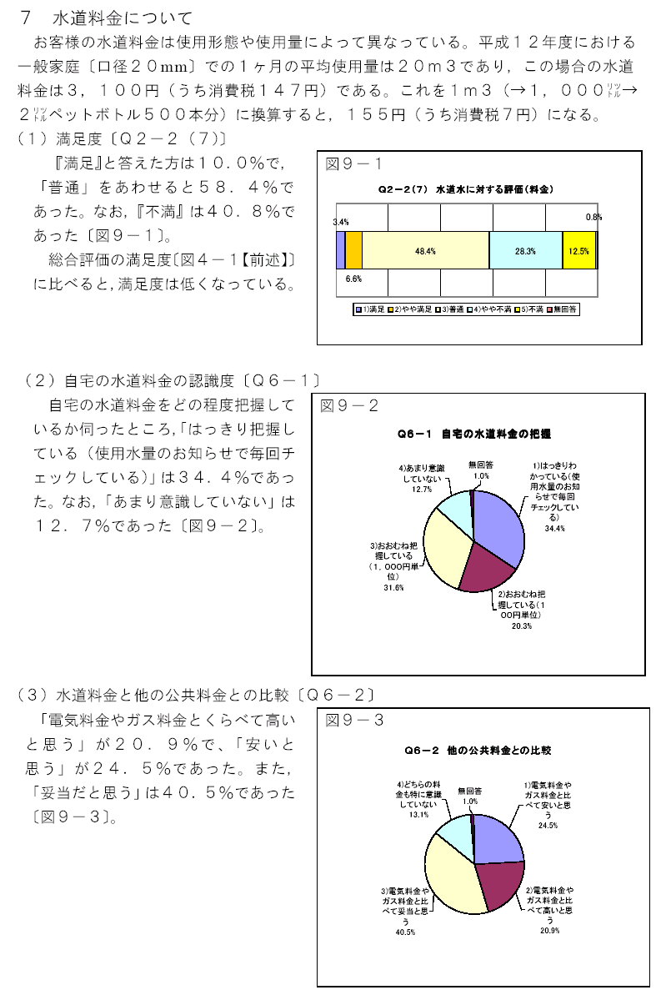 ７　水道料金について
お客様の水道料金は使用形態や使用量によって異なっている。平成１２年度における
一般家庭〔口径２０mm〕での１ヶ月の平均使用量は２０ｍ３であり，この場合の水道
料金は３，１００円（うち消費税１４７円）である。これを１ｍ３（→１，０００㍑→
２㍑ペットボトル５００本分）に換算すると，１５５円（うち消費税７円）になる。
（１）満足度〔Ｑ２－２（７）〕
『満足』と答えた方は１０.０％で，
「普通」をあわせると５８．４％で
あった。なお，『不満』は４０．８％で
あった〔図９－１〕。
総合評価の満足度〔図４－１【前述】〕
に比べると，満足度は低くなっている。
図９－１
Ｑ２－２（７）　水道水に対する評価（料金）
3.4%
0.8%
48.4%
28.3%
12.5%
6.6%
1)満足 2)やや満足 3)普通 4)やや不満 5)不満 無回答
（２）自宅の水道料金の認識度〔Ｑ６－１〕
自宅の水道料金をどの程度把握して
いるか伺ったところ，「はっきり把握し
ている（使用水量のお知らせで毎回チ
ェックしている）」は３４．４％であっ
た。なお，「あまり意識していない」は
１２．７％であった〔図９－２〕。
図９－２
Ｑ６－１　自宅の水道料金の把握
4)あまり意識
していない
12.7%
無回答
1.0%
1)はっきりわ
かっている（使
用水量のお知
らせで毎回
チェックしてい
る）
34.4%
3)おおむね把
握している
（１，０００円単
位）
31.6%
2)おおむね把
握している（１
００円単位）
20.3%
（３）水道料金と他の公共料金との比較〔Ｑ６－２〕
「電気料金やガス料金とくらべて高い
と思う」が２０．９％で、「安いと
思う」が２４．５％であった。また，
「妥当だと思う」は４０.５％であった
〔図９－３〕。
図９－３
Ｑ６－２　他の公共料金との比較
4)どちらの料
金も特に意識
していない
13.1%
無回答
1.0%
1)電気料金や
ガス料金と比
べて安いと思
う
24.5%
3)電気料金や
ガス料金と比
べて妥当と思
う
40.5%
2)電気料金や
ガス料金と比
べて高いと思
う
20.9%